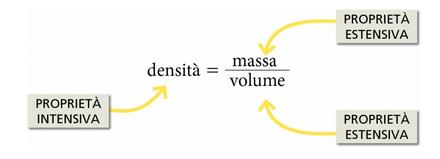 PROPRIETÀ
ESTENSIVA
densità = massa
volume
PROPRIETÀ
INTENSIVA
PROPRIETÀ
ESTENSIVA